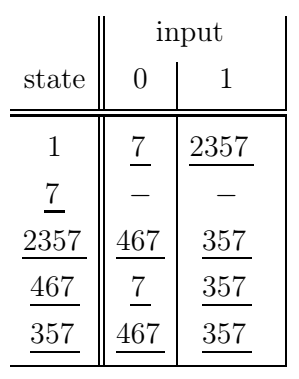 input
state 0 1
1 7 2357
7 – –
2357 467 357
467 7 357
357 467 357